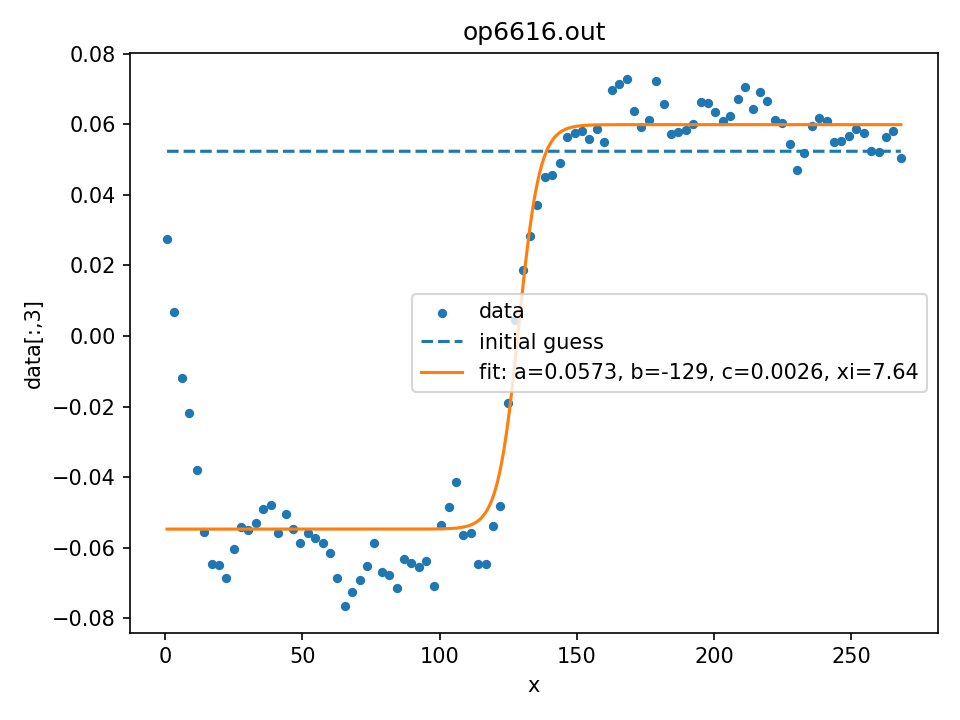 op6616.out
0.08
0.06
0.04
0.02
0.00
−0.02
−0.04
−0.06
−0.08
data[:,3]
data
initial guess
fit: a=0.0573, b=-129, c=0.0026, xi=7.64
0 50 100 150 200 250
x